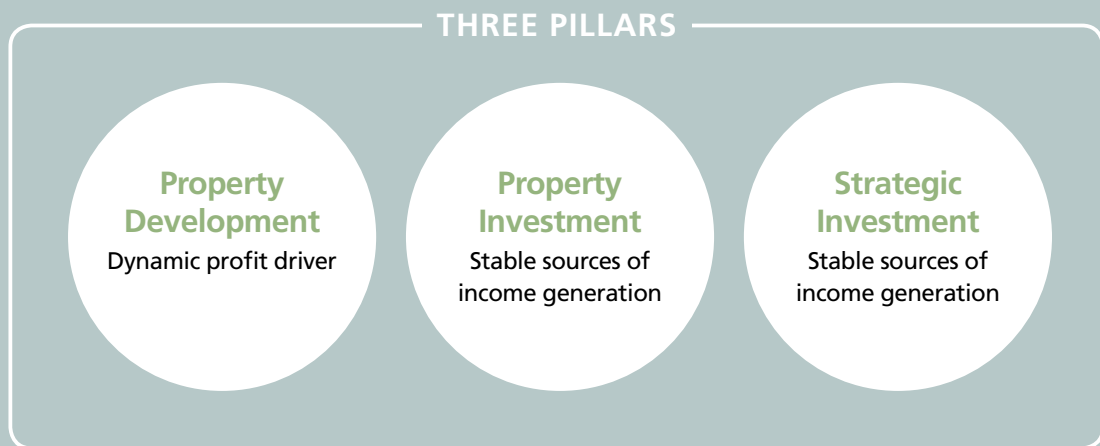 THREE PILLARS
Property
Development
Dynamic profit driver
Property
Investment
Stable sources of
income generation
Strategic
Investment
Stable sources of
income generation